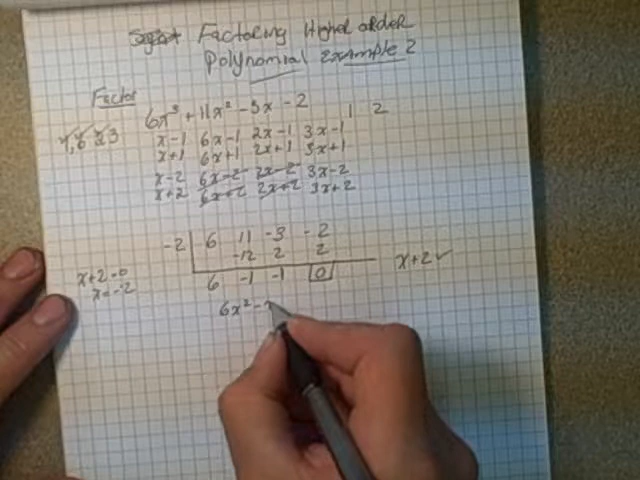 Factoring Higher order
Polynomial Example 2
Factor
6x³ + 11x² - 3x - 2
1 2
1, 6 2 3
x-1 6x-1 2x-1 3x-1
x+1 6x+1 2x+1 3x+1
x-2 6x-2 2x-2 3x-2
x+2 6x+2 2x+2 3x+2
-2 6 11 -3 -2
-12 2 2
6 -1 -1 0
x+2
x+2=0
x=-2
6x² - x